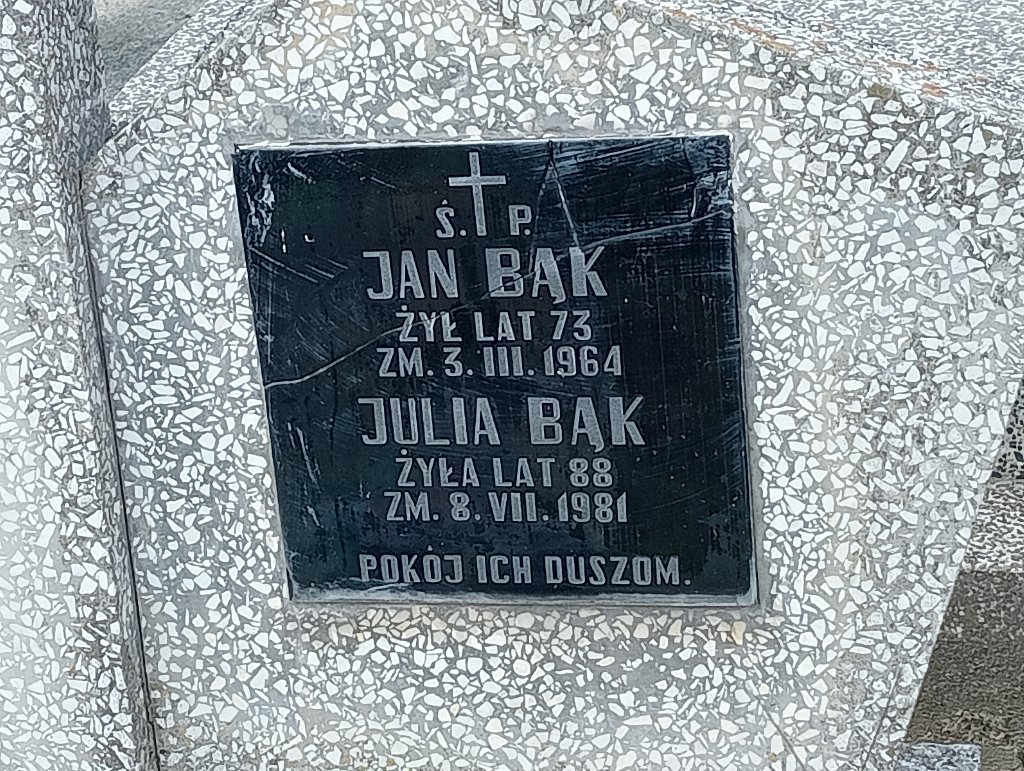 Ś. P.
JAN BĄK
ŻYŁ LAT 73
ZM. 3. III. 1964
JULIA BĄK
ŻYŁA LAT 88
ZM. 8. VII. 1981
POKÓJ ICH DUSZOM.